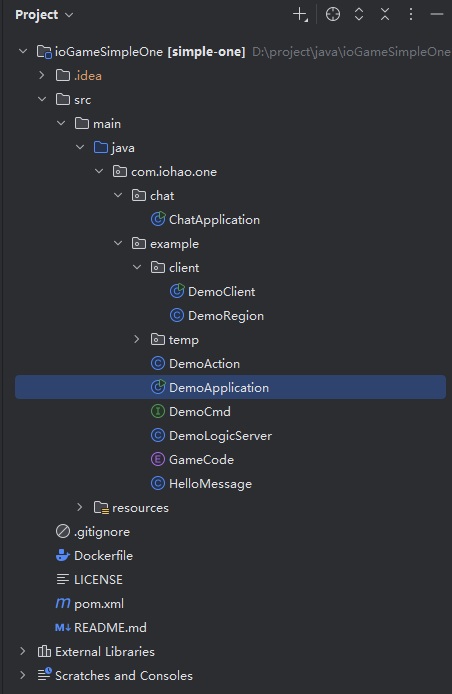 Project
ioGameSimpleOne [simple-one] D:\project\java\ioGameSimpleOne
.idea
src
main
java
com.iohao.one
chat
ChatApplication
example
client
DemoClient
DemoRegion
temp
DemoAction
DemoApplication
DemoCmd
DemoLogicServer
GameCode
HelloMessage
resources
.gitignore
Dockerfile
LICENSE
pom.xml
README.md
External Libraries
Scratches and Consoles